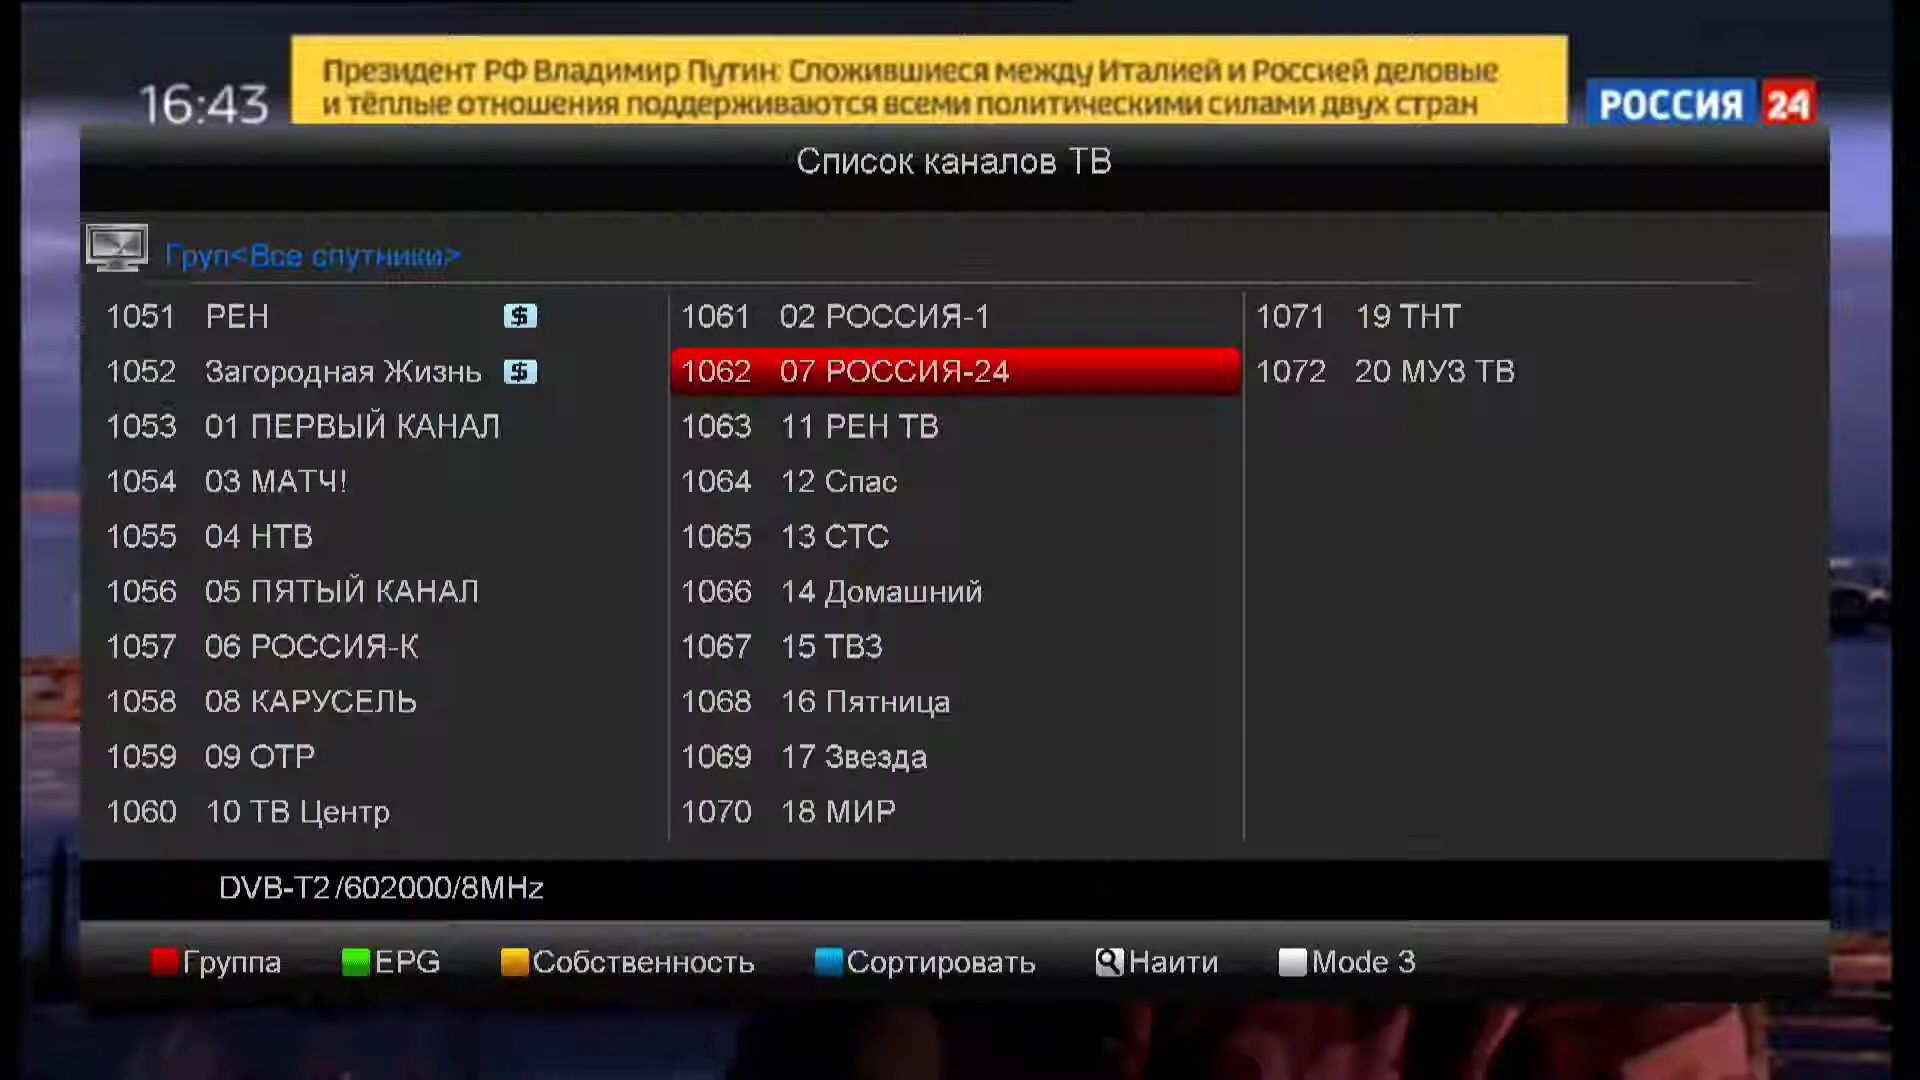 16:43
Президент РФ Владимир Путин: Сложившиеся между Италией и Россией деловые
и тёплые отношения поддерживаются всеми политическими силами двух стран
РОССИЯ 24
Список каналов ТВ
Груп<Все спутники>
1051 РЕН $
1052 Загородная Жизнь $
1053 01 ПЕРВЫЙ КАНАЛ
1054 03 МАТЧ!
1055 04 НТВ
1056 05 ПЯТЫЙ КАНАЛ
1057 06 РОССИЯ-К
1058 08 КАРУСЕЛЬ
1059 09 ОТР
1060 10 ТВ Центр
1061 02 РОССИЯ-1
1062 07 РОССИЯ-24
1063 11 РЕН ТВ
1064 12 Спас
1065 13 СТС
1066 14 Домашний
1067 15 ТВ3
1068 16 Пятница
1069 17 Звезда
1070 18 МИР
1071 19 ТНТ
1072 20 МУЗ ТВ
DVB-T2 /602000/8MHz
Группа EPG Собственность Сортировать Наити Mode 3